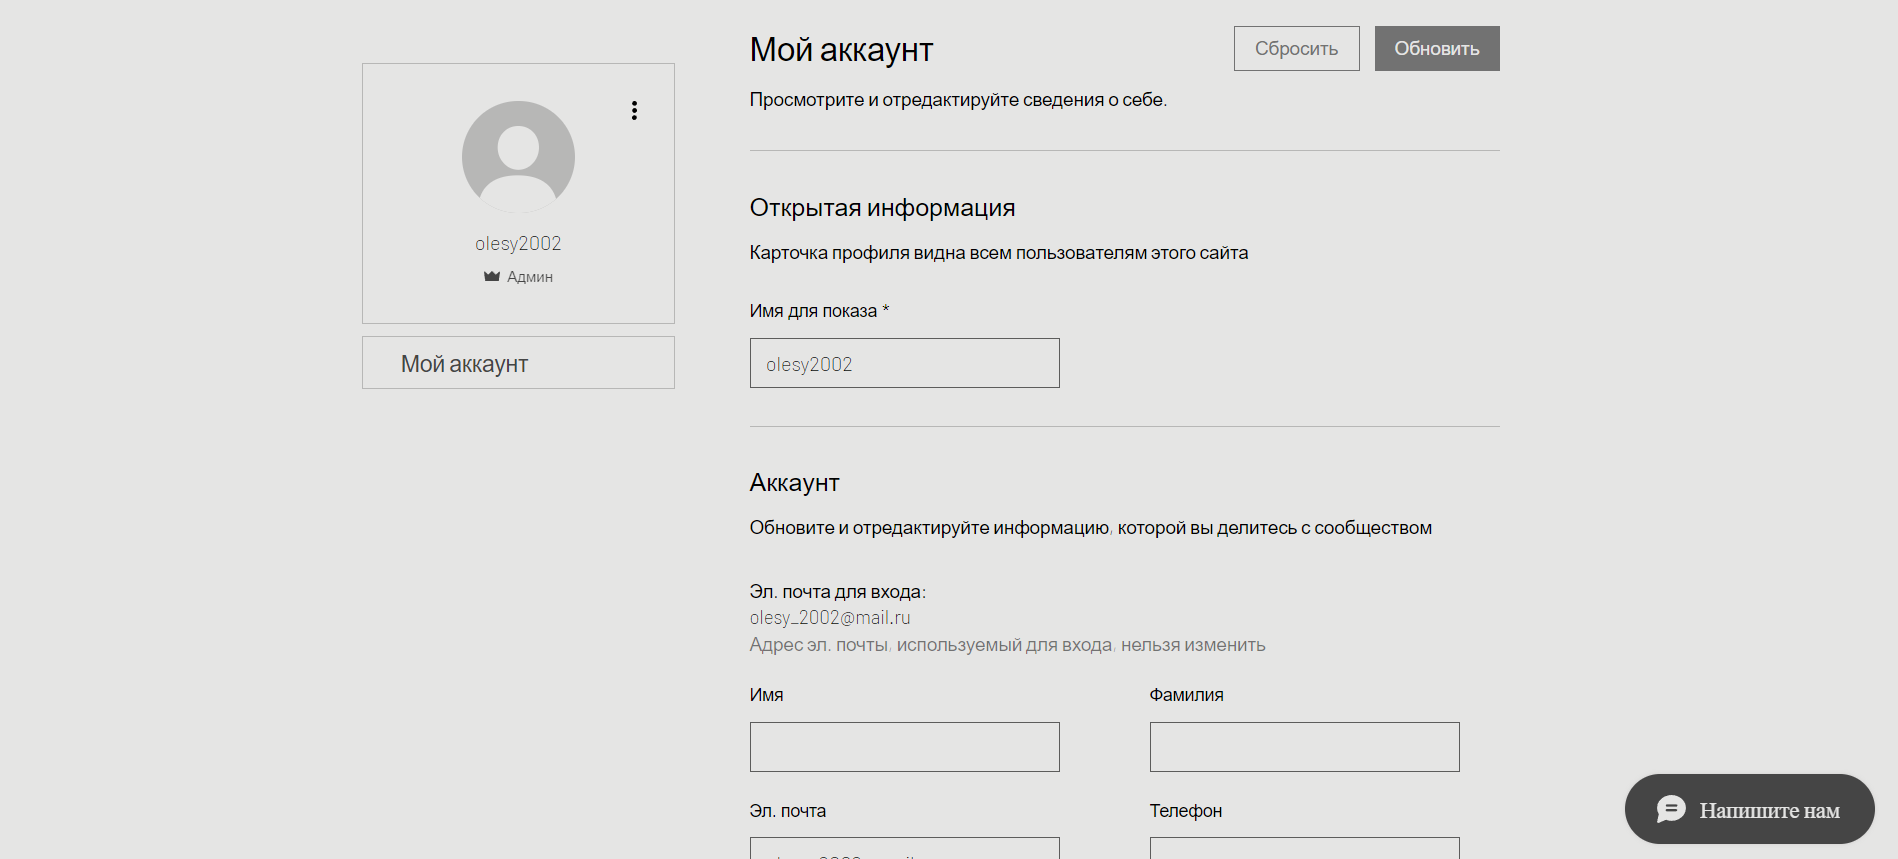 Мой аккаунт
Сбросить
Обновить
Просмотрите и отредактируйте сведения о себе.
olesy2002
Админ
Мой аккаунт
Открытая информация
Карточка профиля видна всем пользователям этого сайта
Имя для показа *
olesy2002
Аккаунт
Обновите и отредактируйте информацию, которой вы делитесь с сообществом
Эл. почта для входа:
olesy_2002@mail.ru
Адрес эл. почты, используемый для входа, нельзя изменить
Имя
Фамилия
Эл. почта
Телефон
Напишите нам